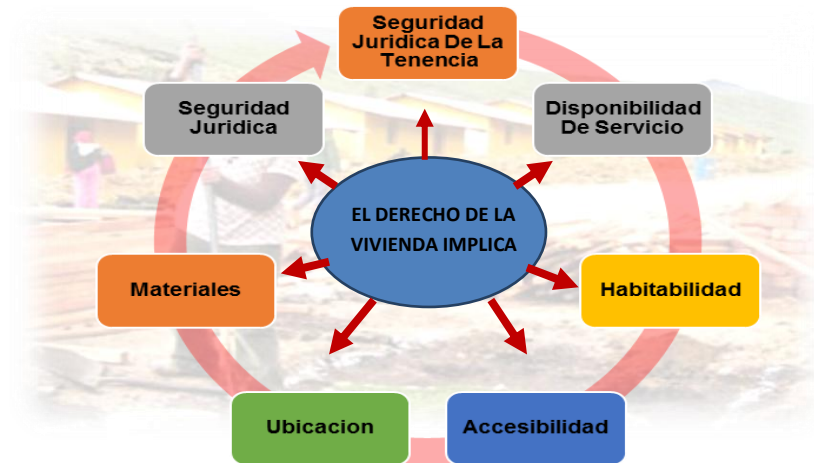 Seguridad
Juridica De La
Tenencia
Seguridad
Juridica
Disponibilidad
De Servicio
EL DERECHO DE LA
VIVIENDA IMPLICA
Materiales
Habitabilidad
Ubicacion
Accesibilidad